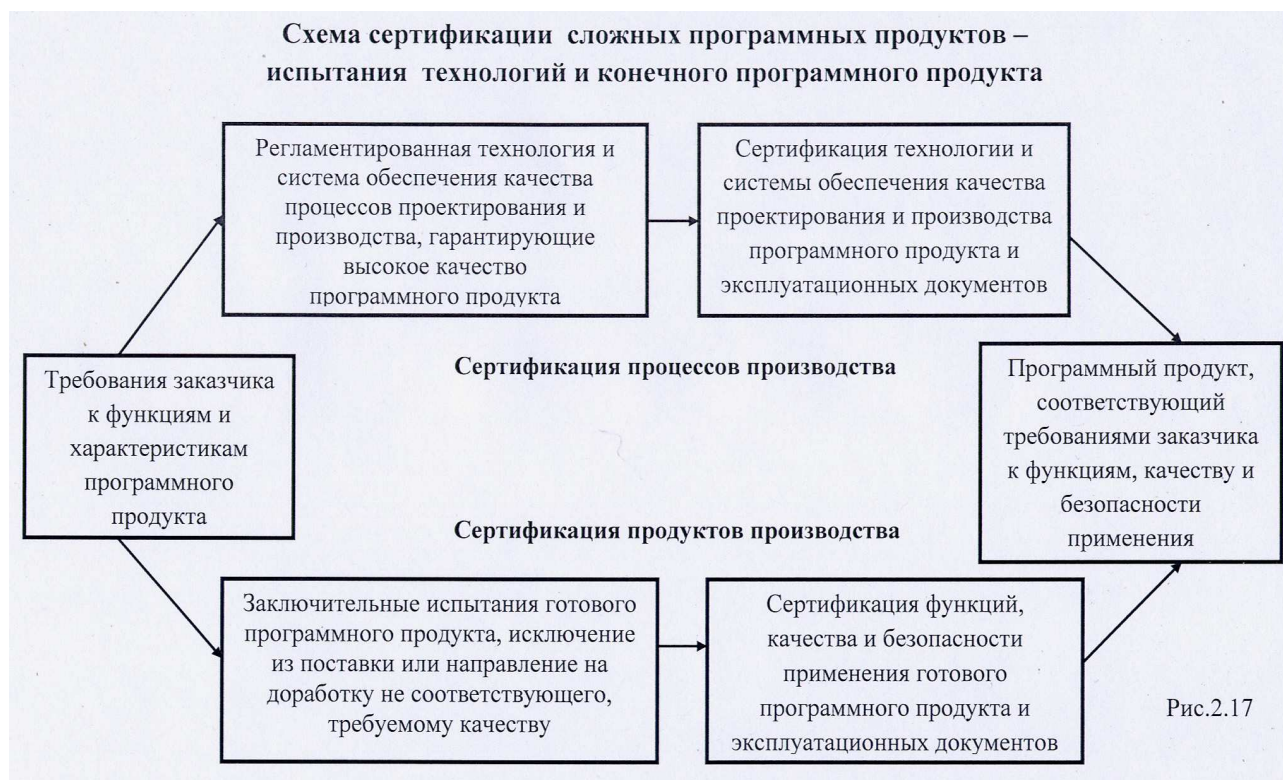 Схема сертификации сложных программных продуктов –
испытания технологий и конечного программного продукта
Регламентированная технология и
система обеспечения качества
процессов проектирования и
производства, гарантирующие
высокое качество
программного продукта
Сертификация технологии и
системы обеспечения качества
проектирования и производства
программного продукта и
эксплуатационных документов
Сертификация процессов производства
Требования заказчика
к функциям и
характеристикам
программного
продукта
Программный продукт,
соответствующий
требованиями заказчика
к функциям, качеству и
безопасности
применения
Сертификация продуктов производства
Заключительные испытания готового
программного продукта, исключение
из поставки или направление на
доработку не соответствующего,
требуемому качеству
Сертификация функций,
качества и безопасности
применения готового
программного продукта и
эксплуатационных документов
Рис.2.17